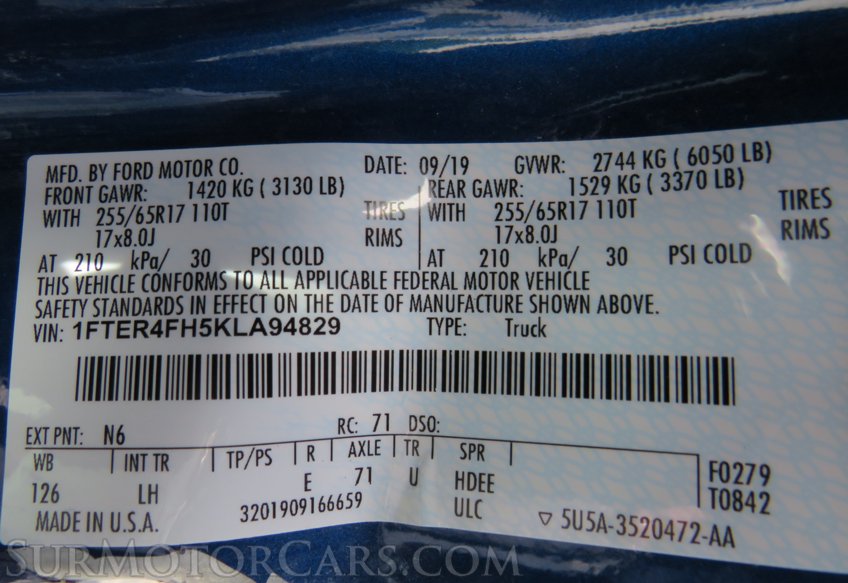 MFD. BY FORD MOTOR CO. DATE: 09/19 GVWR: 2744 KG ( 6050 LB)
FRONT GAWR: 1420 KG ( 3130 LB) REAR GAWR: 1529 KG ( 3370 LB)
WITH 255/65R17 110T TIRES WITH 255/65R17 110T TIRES
17x8.0J RIMS 17x8.0J RIMS
AT 210 kPa/ 30 PSI COLD AT 210 kPa/ 30 PSI COLD
THIS VEHICLE CONFORMS TO ALL APPLICABLE FEDERAL MOTOR VEHICLE
SAFETY STANDARDS IN EFFECT ON THE DATE OF MANUFACTURE SHOWN ABOVE.
VIN: 1FTER4FH5KLA94829 TYPE: Truck
EXT PNT: N6 RC: 71 DSO:
WB INT TR TP/PS R AXLE TR SPR
126 LH E 71 U HDEE F0279
3201909166659 ULC T0842
MADE IN U.S.A. ▽ 5U5A-3520472-AA
SurMotorCars.com